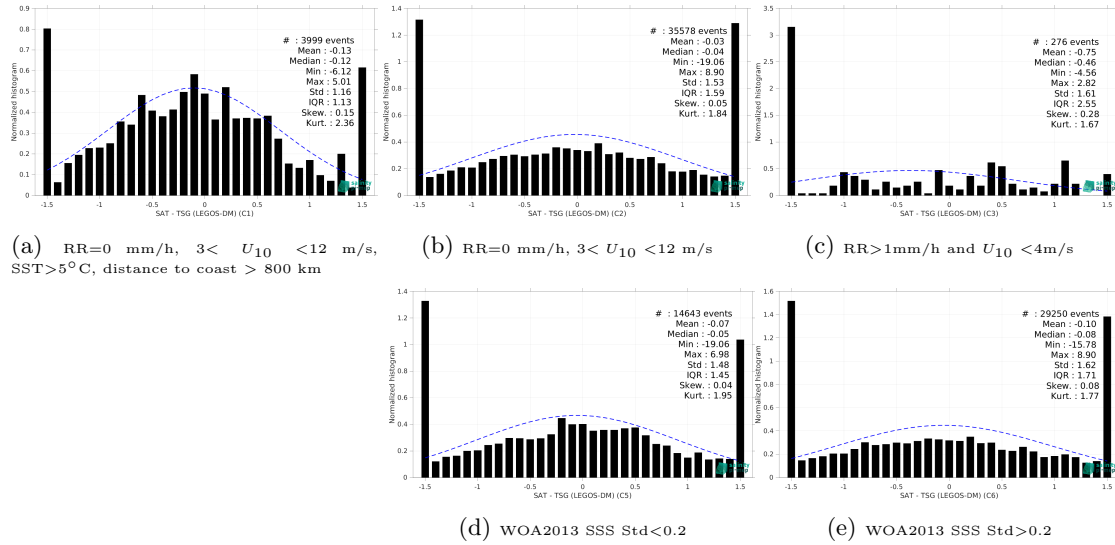 Normalized histogram
0.9
0.8
0.7
0.6
0.5
0.4
0.3
0.2
0.1
0
-1.5 -1 -0.5 0 0.5 1 1.5
SAT - TSG (LEGOS-DM) (C1)
# : 3999 events
Mean : -0.13
Median : -0.12
Min : -6.12
Max : 5.01
Std : 1.16
IQR : 1.13
Skew. : 0.15
Kurt. : 2.36
(a) RR=0 mm/h, 3< U10 <12 m/s,
SST>5°C, distance to coast > 800 km
Normalized histogram
1.4
1.2
1
0.8
0.6
0.4
0.2
0
-1.5 -1 -0.5 0 0.5 1 1.5
SAT - TSG (LEGOS-DM) (C2)
# : 35578 events
Mean : -0.03
Median : -0.04
Min : -19.06
Max : 8.90
Std : 1.53
IQR : 1.59
Skew. : 0.05
Kurt. : 1.84
(b) RR=0 mm/h, 3< U10 <12 m/s
Normalized histogram
3.5
3
2.5
2
1.5
1
0.5
0
-1.5 -1 -0.5 0 0.5 1 1.5
SAT - TSG (LEGOS-DM) (C3)
# : 276 events
Mean : -0.75
Median : -0.46
Min : -4.56
Max : 2.82
Std : 1.61
IQR : 2.55
Skew. : 0.28
Kurt. : 1.67
(c) RR>1mm/h and U10 <4m/s
Normalized histogram
1.4
1.2
1
0.8
0.6
0.4
0.2
0
-1.5 -1 -0.5 0 0.5 1 1.5
SAT - TSG (LEGOS-DM) (C5)
# : 14643 events
Mean : -0.07
Median : -0.05
Min : -19.06
Max : 6.98
Std : 1.48
IQR : 1.45
Skew. : 0.04
Kurt. : 1.95
(d) WOA2013 SSS Std<0.2
Normalized histogram
1.6
1.4
1.2
1
0.8
0.6
0.4
0.2
0
-1.5 -1 -0.5 0 0.5 1 1.5
SAT - TSG (LEGOS-DM) (C6)
# : 29250 events
Mean : -0.10
Median : -0.08
Min : -15.78
Max : 8.90
Std : 1.62
IQR : 1.71
Skew. : 0.08
Kurt. : 1.77
(e) WOA2013 SSS Std>0.2